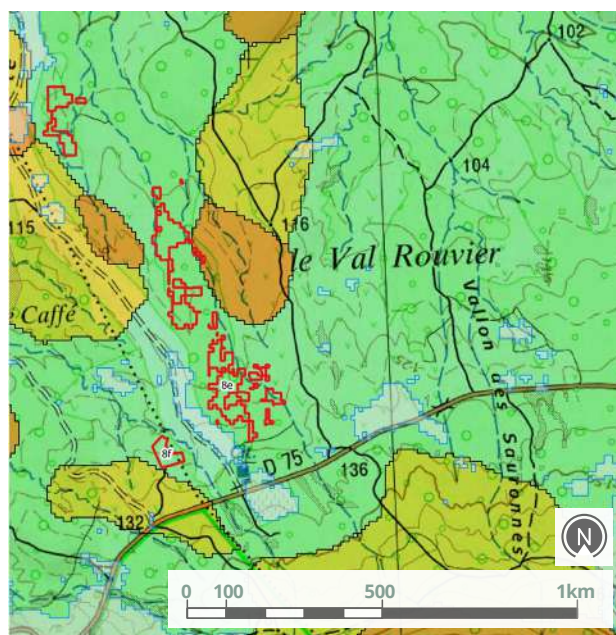 102
104
115
116
le Val Rouvier
Caffé
Vallon des Sauronnes
8e
8f
D 75
136
132
N
0 100 500 1km